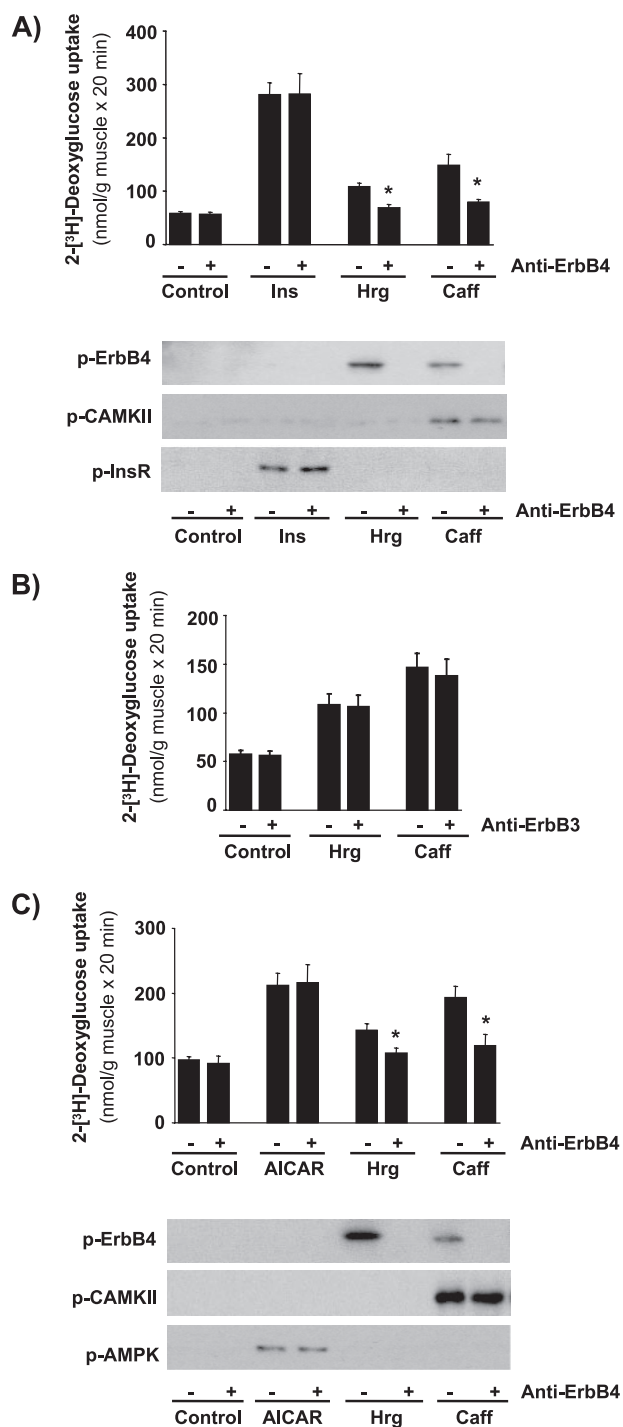 A)
2-[³H]-Deoxyglucose uptake
(nmol/g muscle x 20 min)
400
300
200
100
0
*
*
- + - + - + - + Anti-ErbB4
Control Ins Hrg Caff
p-ErbB4
p-CAMKII
p-InsR
- + - + - + - + Anti-ErbB4
Control Ins Hrg Caff
B)
2-[³H]-Deoxyglucose uptake
(nmol/g muscle x 20 min)
200
150
100
50
0
- + - + - + Anti-ErbB3
Control Hrg Caff
C)
2-[³H]-Deoxyglucose uptake
(nmol/g muscle x 20 min)
300
200
100
0
*
*
- + - + - + - + Anti-ErbB4
Control AICAR Hrg Caff
p-ErbB4
p-CAMKII
p-AMPK
- + - + - + - + Anti-ErbB4
Control AICAR Hrg Caff